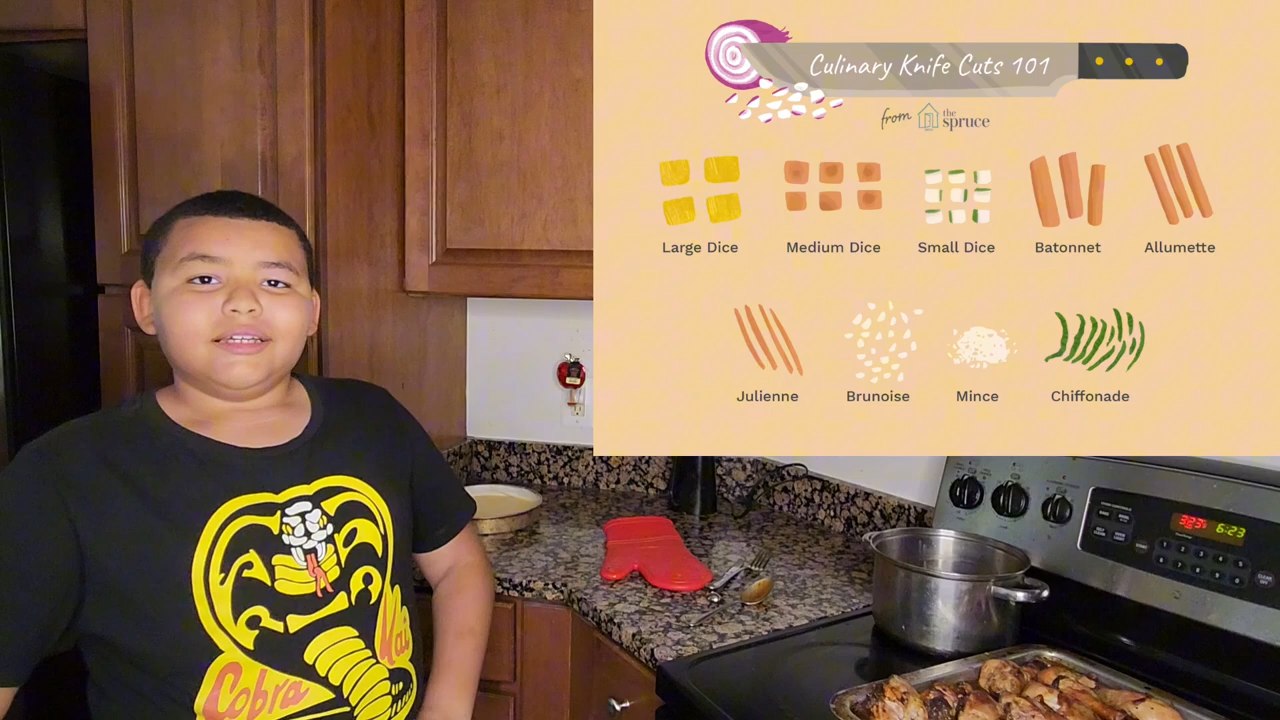 Culinary Knife Cuts 101
from the spruce
Large Dice
Medium Dice
Small Dice
Batonnet
Allumette
Julienne
Brunoise
Mince
Chiffonade
Cobra
Kai
323°
6:23